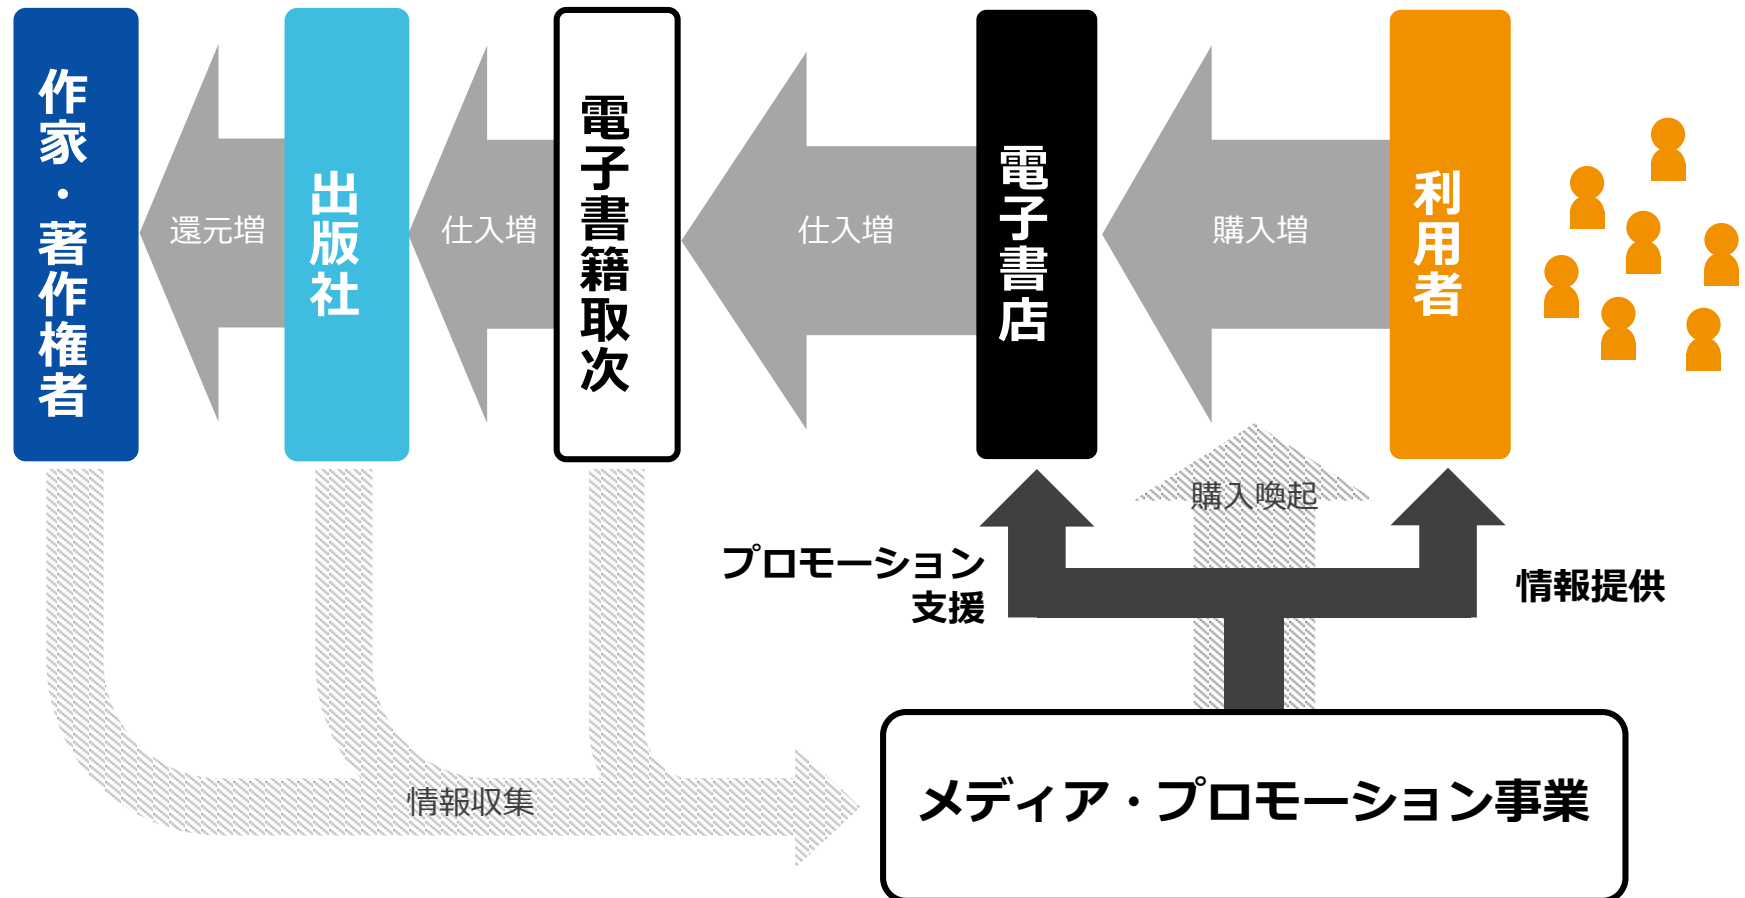 作家・著作権者
還元増
出版社
仕入増
電子書籍取次
仕入増
電子書店
購入増
利用者
購入喚起
プロモーション
支援
情報提供
情報収集
メディア・プロモーション事業